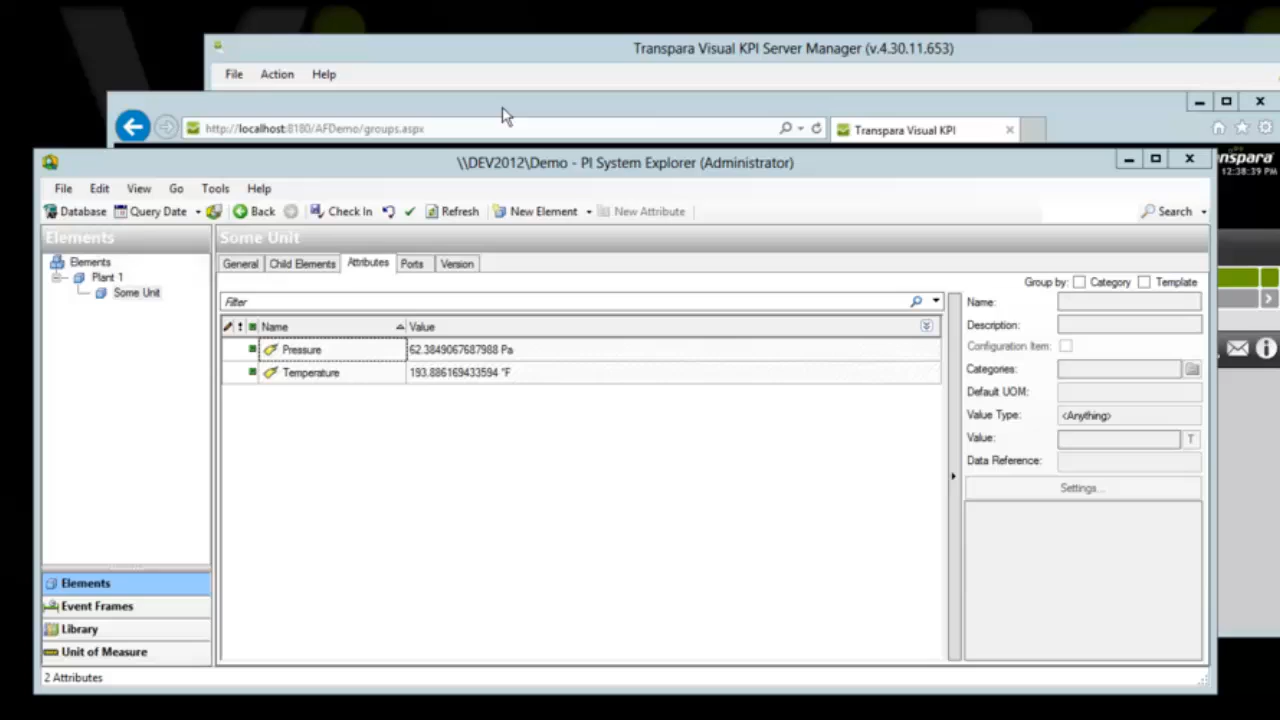 Transpara Visual KPI Server Manager (v.4.30.11.653)
File Action Help
http://localhost:8180/AFDemo/groups.aspx
Transpara Visual KPI
nspara
12:38:39 PM
\\DEV2012\Demo - PI System Explorer (Administrator)
File Edit View Go Tools Help
Database Query Date Back Check In Refresh New Element New Attribute Search
Elements
Some Unit
Elements
Plant 1
Some Unit
General Child Elements Attributes Ports Version
Group by: Category Template
Filter
Name Value
Pressure 62.3849067687988 Pa
Temperature 193.886169433594 °F
Name:
Description:
Configuration Item:
Categories:
Default UOM:
Value Type: <Anything>
Value: T
Data Reference:
Settings...
Elements
Event Frames
Library
Unit of Measure
2 Attributes